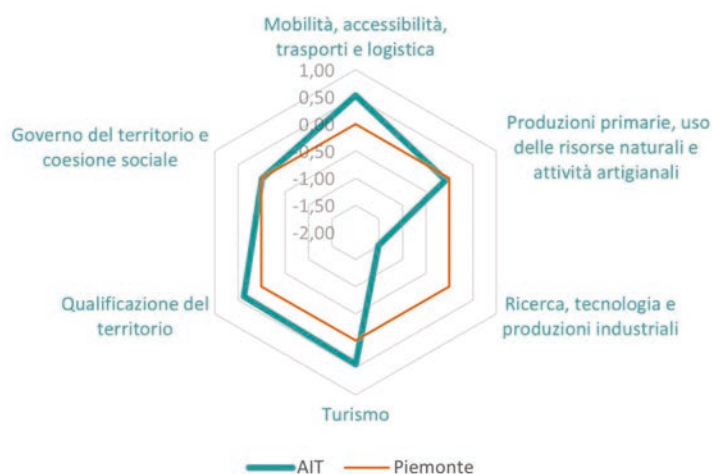 Mobilità, accessibilità,
trasporti e logistica
1,00
0,50
0,00
-0,50
-1,00
-1,50
-2,00
Governo del territorio e
coesione sociale
Produzioni primarie, uso
delle risorse naturali e
attività artigianali
Qualificazione del
territorio
Ricerca, tecnologia e
produzioni industriali
Turismo
AIT
Piemonte